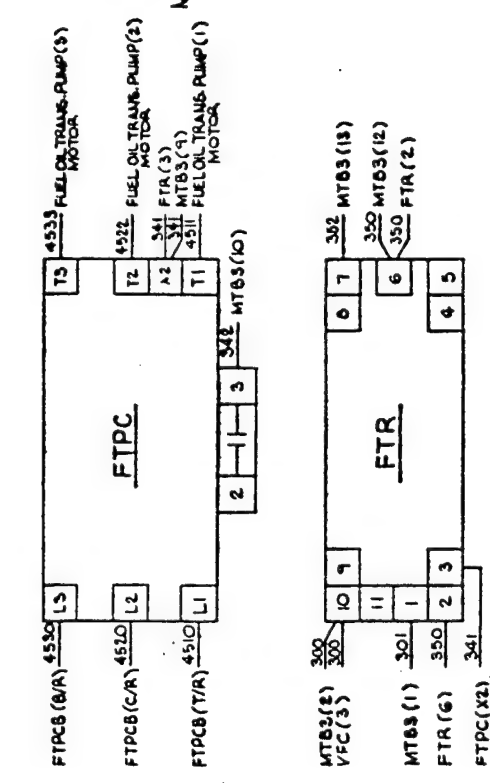 FTPCB(B/R) 4530 L3 T3 4533 FUEL OIL TRANS. PUMP(3)
MOTOR
FTPC
FTPCB(C/R) 4520 L2 T2 4522 FUEL OIL TRANS. PUMP(2)
MOTOR
A2 341 FTR(3)
341 MTB3(9)
FTPCB(T/R) 4510 L1 T1 4511 FUEL OIL TRANS. PUMP(1)
MOTOR
2 3 342 MTB3(10)
MTB3(2) 300
VFC(3) 300
10 9 8 7 352 MTB3(13)
11
FTR
6 350 MTB3(12)
350 FTR(2)
MTB3(1) 301 1
FTR(6) 350 2 3 4 5
FTPC(X2) 341